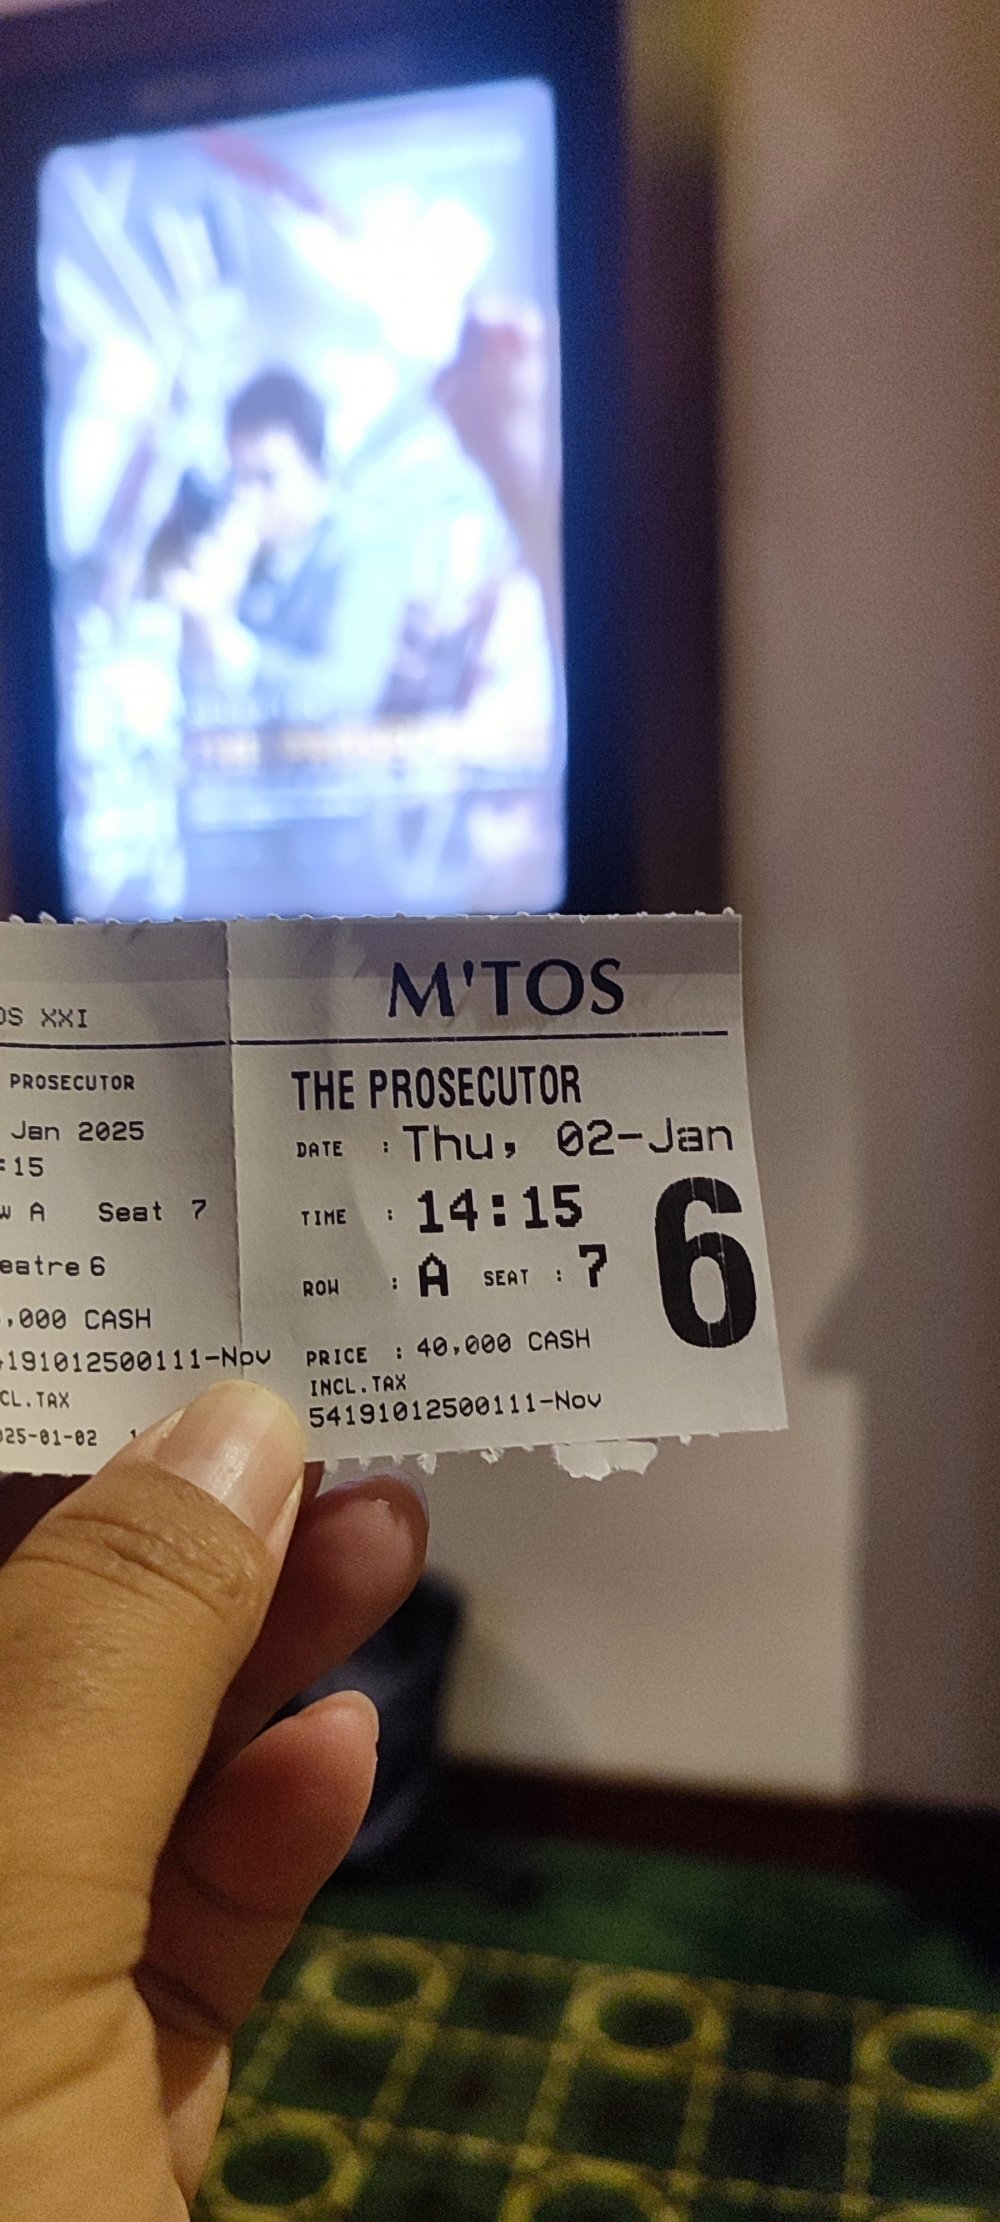 OS XXI
PROSECUTOR
Jan 2025
:15
w A Seat 7
eatre 6
,000 CASH
191012500111-Nov
CL.TAX
025-01-02
M'TOS
THE PROSECUTOR
DATE : Thu, 02-Jan
TIME : 14:15
ROW : A SEAT : 7
6
PRICE : 40,000 CASH
INCL.TAX
54191012500111-Nov